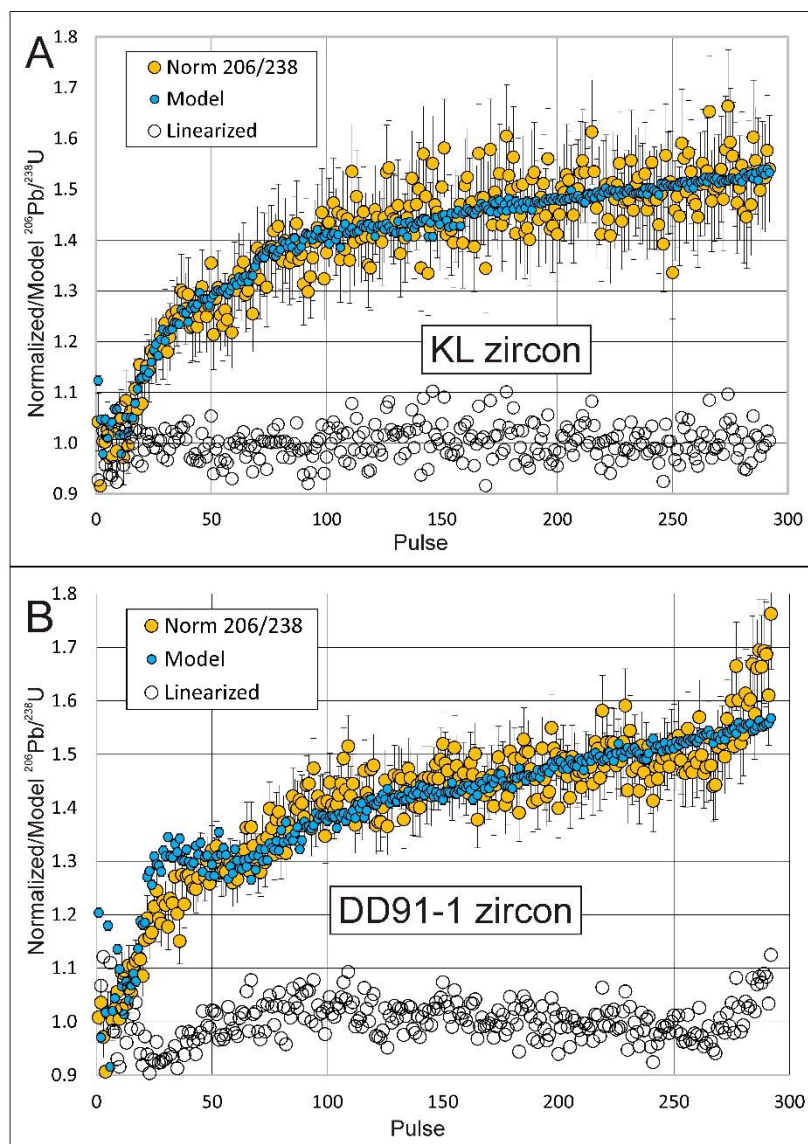 A
1.8
1.7
1.6
1.5
1.4
1.3
1.2
1.1
1.0
0.9
Normalized/Model ²⁰⁶Pb/²³⁸U
Norm 206/238
Model
Linearized
KL zircon
0 50 100 150 200 250 300
Pulse
B
1.8
1.7
1.6
1.5
1.4
1.3
1.2
1.1
1.0
0.9
Normalized/Model ²⁰⁶Pb/²³⁸U
Norm 206/238
Model
Linearized
DD91-1 zircon
0 50 100 150 200 250 300
Pulse